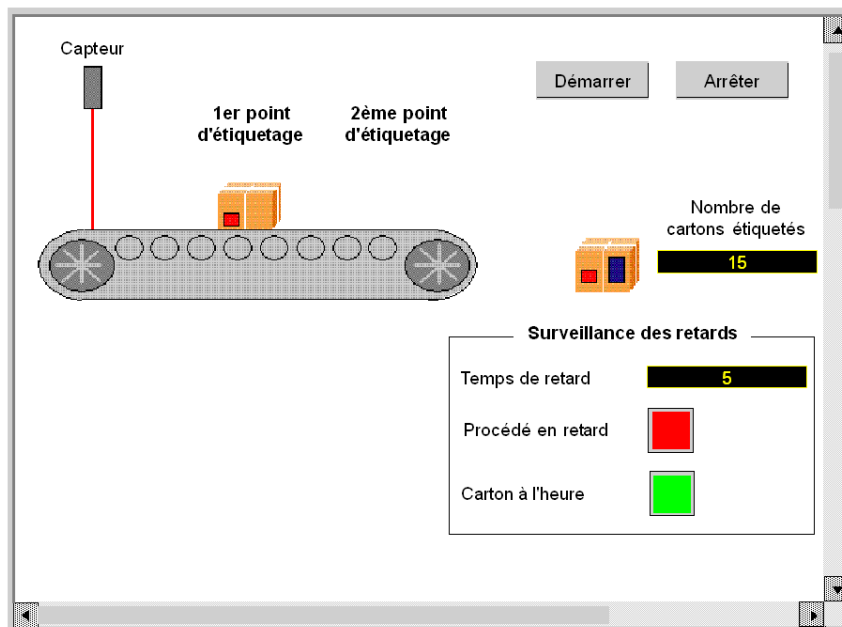 Capteur
Démarrer
Arrêter
1er point
d'étiquetage
2ème point
d'étiquetage
Nombre de
cartons étiquetés
15
Surveillance des retards
Temps de retard
5
Procédé en retard
Carton à l'heure